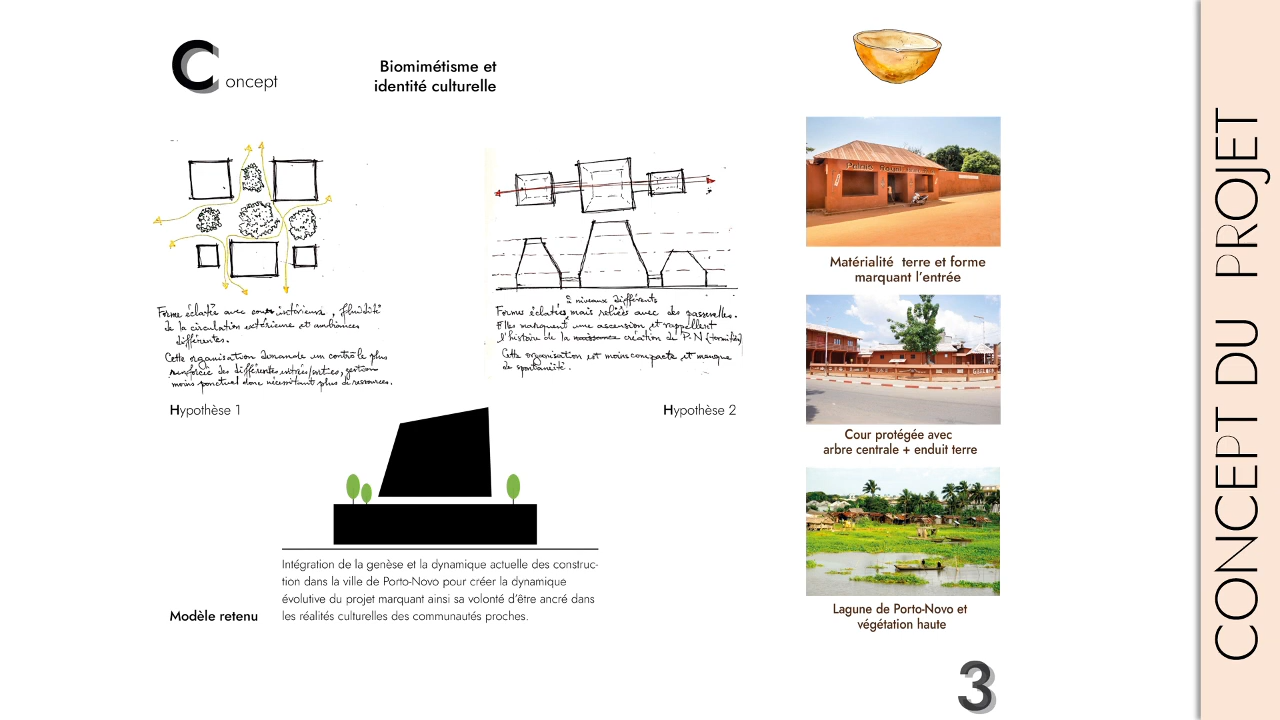 Concept
Biomimétisme et
identité culturelle
Forme éclatée avec cours intérieure, fluidité
de la circulation extérieure et ambiances
différentes.
Cette organisation demande un contrôle plus
renforcée des différentes entrées/portes, gestion
moins ponctuel donc nécessitant plus de ressources.
Hypothèse 1
2 niveaux différents
Forme éclatées mais reliées avec des passerelles.
Elles marquent une ascension et rappellent
l'histoire de la création de P-N
Cette organisation est moins compacte et manque
de spontanéité.
Hypothèse 2
Intégration de la genèse et la dynamique actuelle des construc-
tion dans la ville de Porto-Novo pour créer la dynamique
évolutive du projet marquant ainsi sa volonté d'être ancré dans
les réalités culturelles des communautés proches.
Modèle retenu
Palais Royal
Matérialité terre et forme
marquant l'entrée
Cour protégée avec
arbre centrale + enduit terre
Lagune de Porto-Novo et
végétation haute
3
CONCEPT DU PROJET